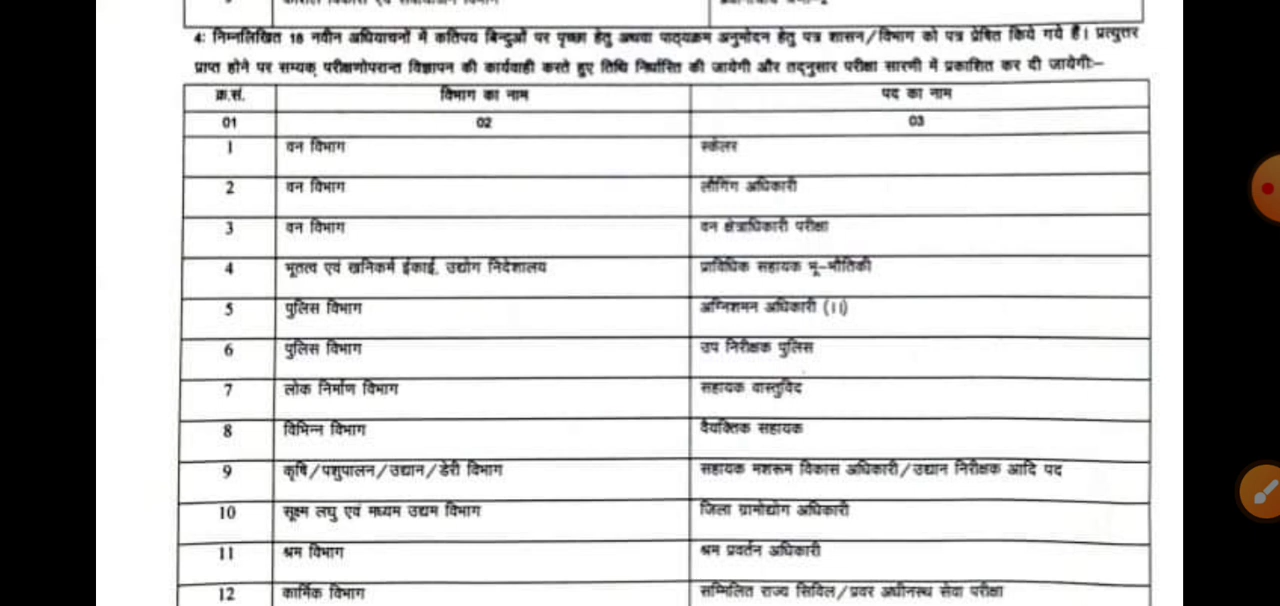 4: निम्नलिखित 16 नवीन अधियाचनों में कतिपय बिन्दुओं पर पृच्छा हेतु अथवा पाठ्यक्रम अनुमोदन हेतु पत्र शासन/विभाग को पत्र प्रेषित किये गये हैं। प्रत्युत्तर
प्राप्त होने पर सम्यक् परीक्षणोपरान्त विज्ञापन की कार्यवाही करते हुए तिथि निर्धारित की जायेगी और तद्नुसार परीक्षा सारणी में प्रकाशित कर दी जायेगीः–
क्र.सं. विभाग का नाम पद का नाम
01 02 03
1 वन विभाग स्केलर
2 वन विभाग लौगिंग अधिकारी
3 वन विभाग वन क्षेत्राधिकारी परीक्षा
4 भूतत्व एवं खनिकर्म ईकाई, उद्योग निदेशालय प्राविधिक सहायक भू–भौतिकी
5 पुलिस विभाग अग्निशमन अधिकारी (।।)
6 पुलिस विभाग उप निरीक्षक पुलिस
7 लोक निर्माण विभाग सहायक वास्तुविद
8 विभिन्न विभाग वैयक्तिक सहायक
9 कृषि/पशुपालन/उद्यान/डेरी विभाग सहायक मशरूम विकास अधिकारी/उद्यान निरीक्षक आदि पद
10 सूक्ष्म लघु एवं मध्यम उद्यम विभाग जिला ग्रामोद्योग अधिकारी
11 श्रम विभाग श्रम प्रवर्तन अधिकारी
12 कार्मिक विभाग सम्मिलित राज्य सिविल/प्रवर अधीनस्थ सेवा परीक्षा